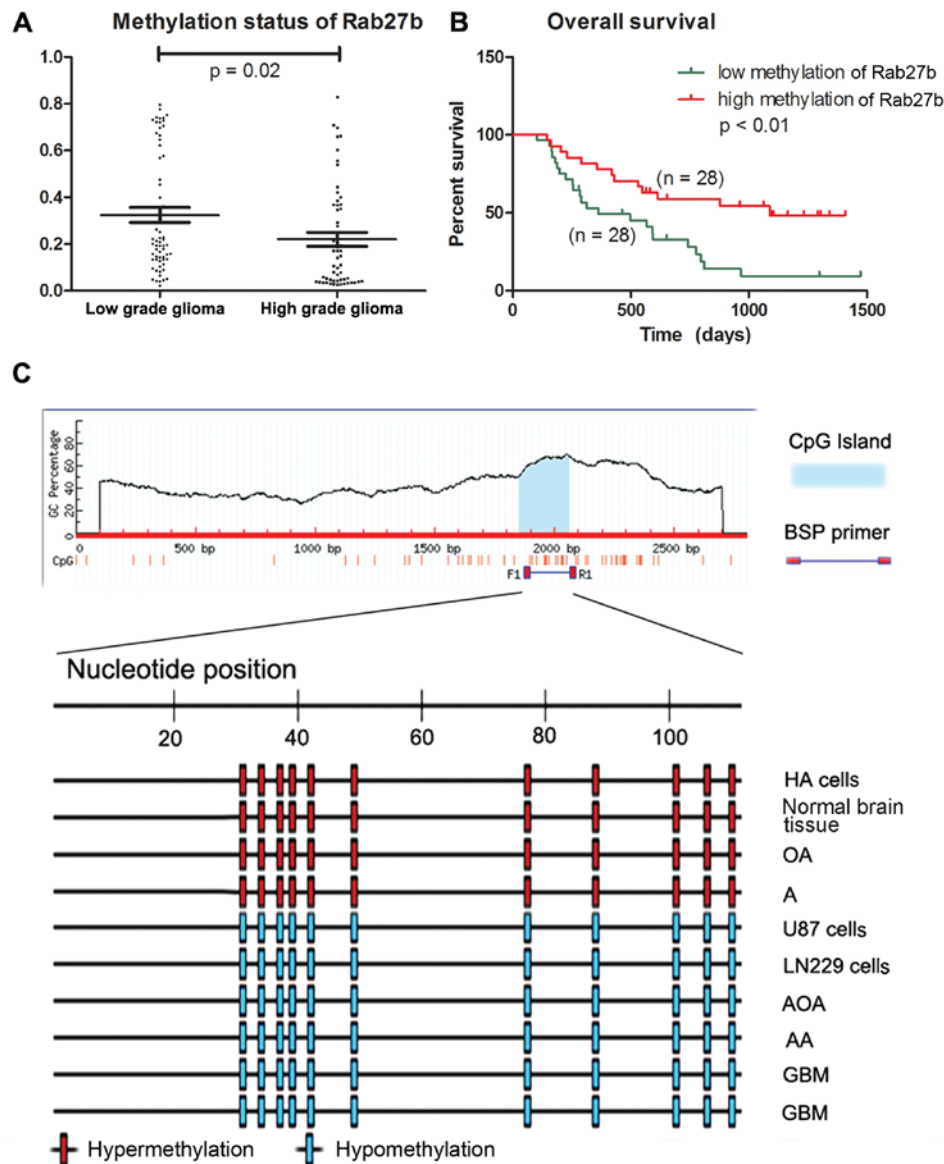 A
Methylation status of Rab27b
p = 0.02
1.0
0.8
0.6
0.4
0.2
0.0
Low grade glioma
High grade glioma
B
Overall survival
low methylation of Rab27b
high methylation of Rab27b
p < 0.01
Percent survival
150
100
50
0
(n = 28)
(n = 28)
0
500
1000
1500
Time (days)
C
GC Percentage
0 20 40 60 80
0
500 bp
1000 bp
1500 bp
2000 bp
2500 bp
CpG
F1
R1
CpG Island
BSP primer
Nucleotide position
20
40
60
80
100
HA cells
Normal brain
tissue
OA
A
U87 cells
LN229 cells
AOA
AA
GBM
GBM
Hypermethylation
Hypomethylation